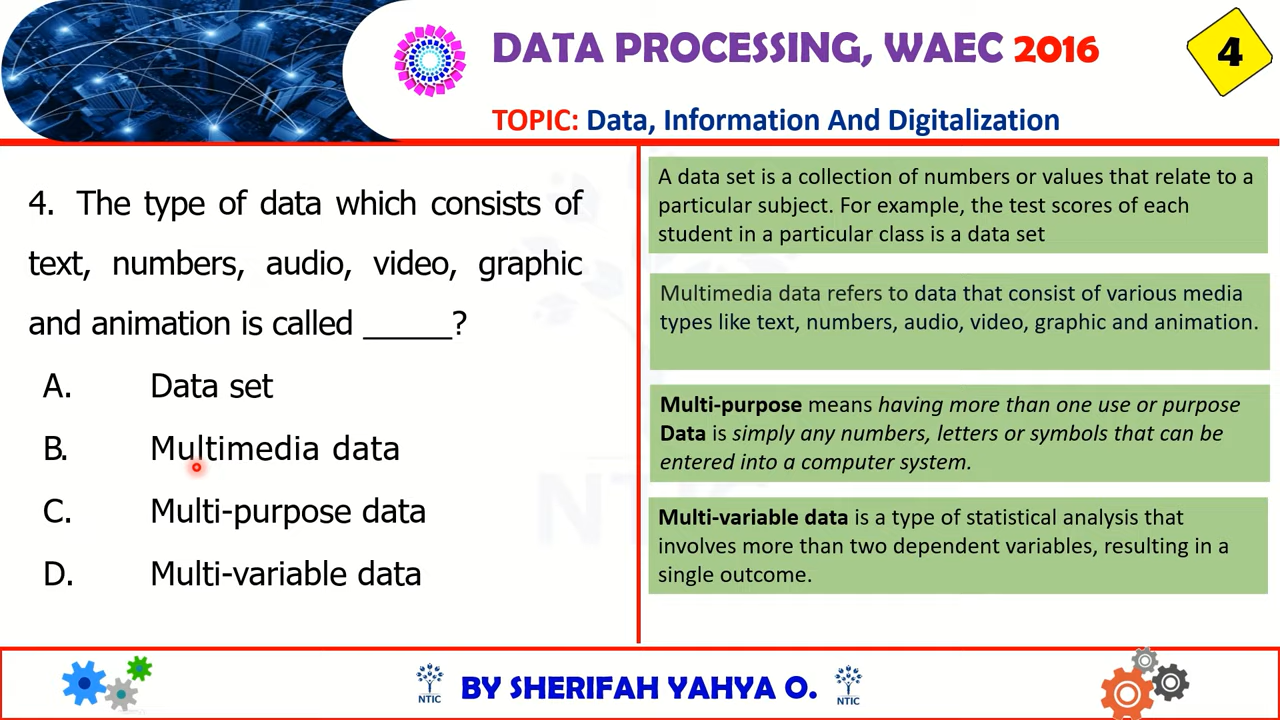 DATA PROCESSING, WAEC 2016
4
TOPIC: Data, Information And Digitalization
4. The type of data which consists of
text, numbers, audio, video, graphic
and animation is called _____?
A. Data set
B. Multimedia data
C. Multi-purpose data
D. Multi-variable data
A data set is a collection of numbers or values that relate to a
particular subject. For example, the test scores of each
student in a particular class is a data set
Multimedia data refers to data that consist of various media
types like text, numbers, audio, video, graphic and animation.
Multi-purpose means having more than one use or purpose
Data is simply any numbers, letters or symbols that can be
entered into a computer system.
Multi-variable data is a type of statistical analysis that
involves more than two dependent variables, resulting in a
single outcome.
NTIC
NTIC
BY SHERIFAH YAHYA O.
NTIC